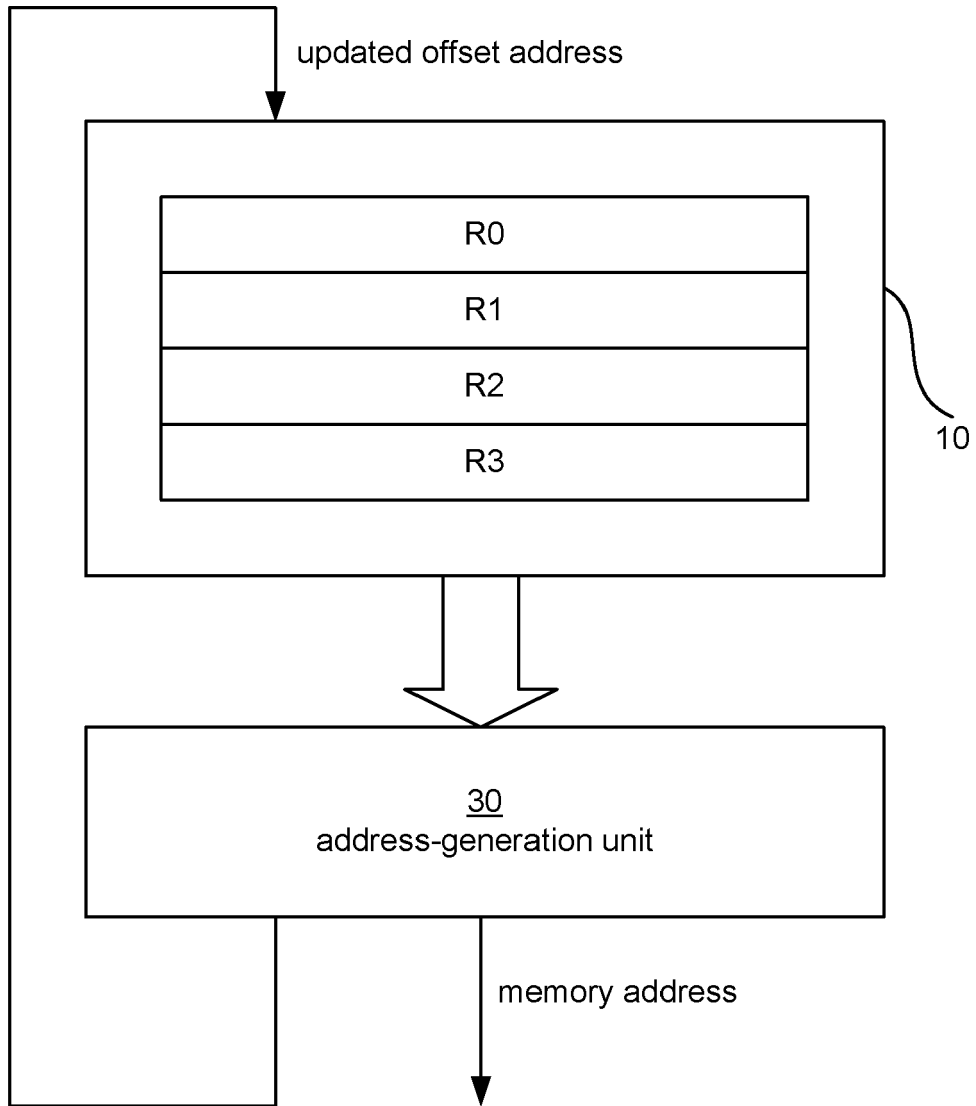 updated offset address
R0
R1
R2
R3
10
30
address-generation unit
memory address